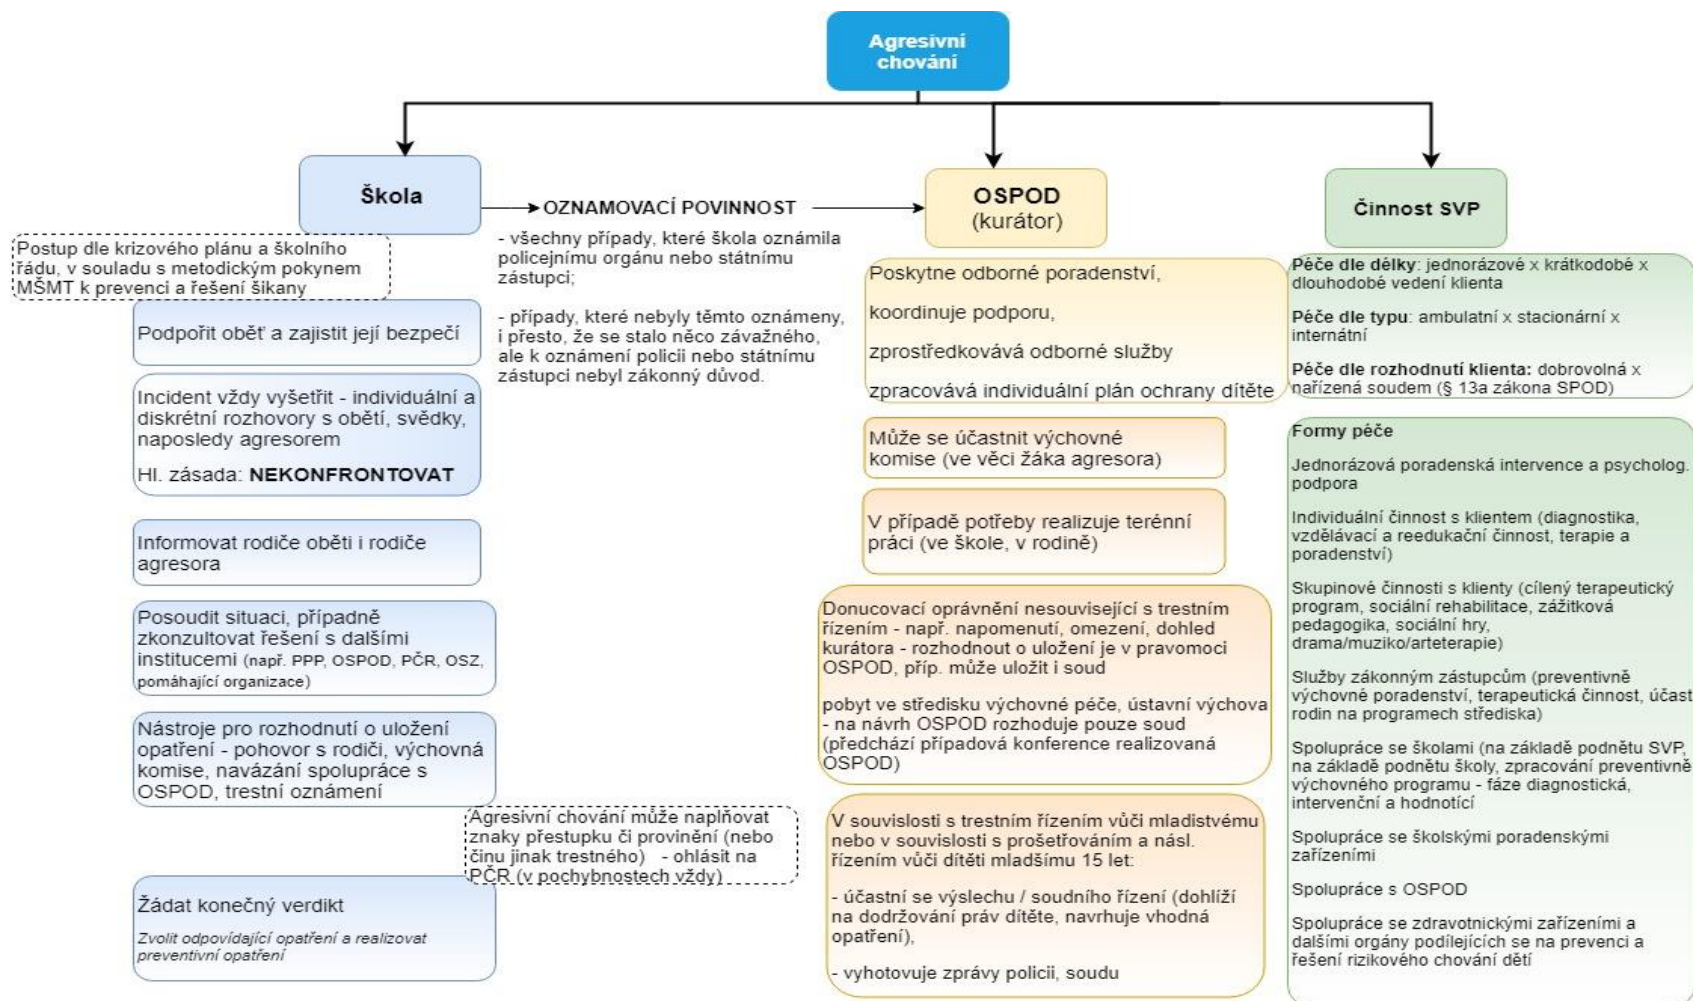 Agresivní
chování
Škola
OZNAMOVACÍ POVINNOST
OSPOD
(kurátor)
Činnost SVP
Postup dle krizového plánu a školního
řádu, v souladu s metodickým pokynem
MŠMT k prevenci a řešení šikany
Podpořit oběť a zajistit její bezpečí
Incident vždy vyšetřit - individuální a
diskrétní rozhovory s obětí, svědky,
naposledy agresorem
Hl. zásada: NEKONFRONTOVAT
Informovat rodiče oběti i rodiče
agresora
Posoudit situaci, případně
zkonzultovat řešení s dalšími
institucemi (např. PPP, OSPOD, PČR, OSZ,
pomáhající organizace)
Nástroje pro rozhodnutí o uložení
opatření - pohovor s rodiči, výchovná
komise, navázání spolupráce s
OSPOD, trestní oznámení
Agresivní chování může naplňovat
znaky přestupku či provinění (nebo
činu jinak trestného) - ohlásit na
PČR (v pochybnostech vždy)
Žádat konečný verdikt
Zvolit odpovídající opatření a realizovat
preventivní opatření
- všechny případy, které škola oznámila
policejnímu orgánu nebo státnímu
zástupci;
- případy, které nebyly těmto oznámeny,
i přesto, že se stalo něco závažného,
ale k oznámení policii nebo státnímu
zástupci nebyl zákonný důvod.
Poskytne odborné poradenství,
koordinuje podporu,
zprostředkovává odborné služby
zpracovává individuální plán ochrany dítěte
Může se účastnit výchovné
komise (ve věci žáka agresora)
V případě potřeby realizuje terénní
práci (ve škole, v rodině)
Donucovací oprávnění nesouvisející s trestním
řízením - např. napomenutí, omezení, dohled
kurátora - rozhodnout o uložení je v pravomoci
OSPOD, příp. může uložit i soud
pobyt ve středisku výchovné péče, ústavní výchova
- na návrh OSPOD rozhoduje pouze soud
(předchází případová konference realizovaná
OSPOD)
V souvislosti s trestním řízením vůči mladistvému
nebo v souvislosti s prošetřováním a násl.
řízením vůči dítěti mladšímu 15 let:
- účastní se výslechu / soudního řízení (dohlíží
na dodržování práv dítěte, navrhuje vhodná
opatření),
- vyhotovuje zprávy policii, soudu
Péče dle délky: jednorázové x krátkodobé x
dlouhodobé vedení klienta
Péče dle typu: ambulatní x stacionární x
internátní
Péče dle rozhodnutí klienta: dobrovolná x
nařízená soudem (§ 13a zákona SPOD)
Formy péče
Jednorázová poradenská intervence a psycholog.
podpora
Individuální činnost s klientem (diagnostika,
vzdělávací a reedukační činnost, terapie a
poradenství)
Skupinové činnosti s klienty (cílený terapeutický
program, sociální rehabilitace, zážitková
pedagogika, sociální hry,
drama/muziko/arteterapie)
Služby zákonným zástupcům (preventivně
výchovné poradenství, terapeutická činnost, účast
rodin na programech střediska)
Spolupráce se školami (na základě podnětu SVP,
na základě podnětu školy, zpracování preventivně
výchovného programu - fáze diagnostická,
intervenční a hodnotící
Spolupráce se školskými poradenskými
zařízeními
Spolupráce s OSPOD
Spolupráce se zdravotnickými zařízeními a
dalšími orgány podílejících se na prevenci a
řešení rizikového chování dětí